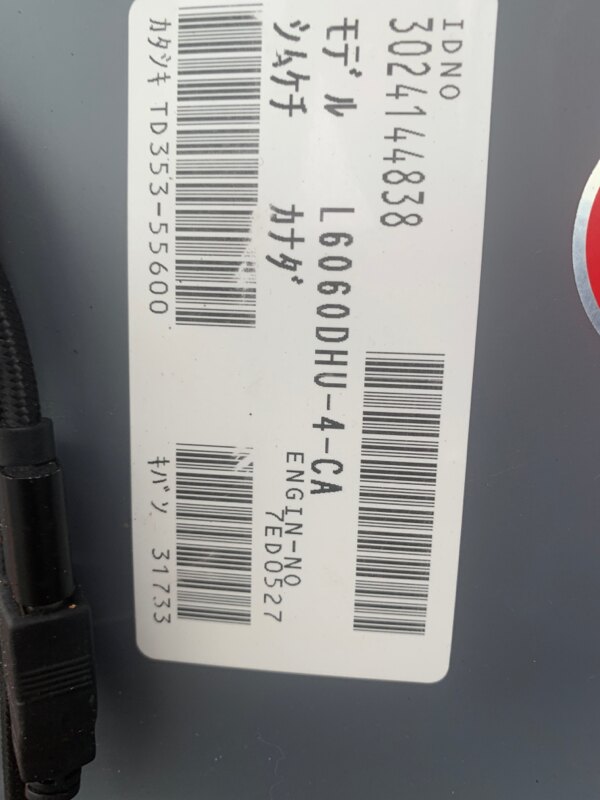 IDNO
3024144838
モデル L6060DHU-4-CA
シムケチ カナダ
ENGIN-NO
7ED0527
カタシキ TD353-55600
キバン 31733